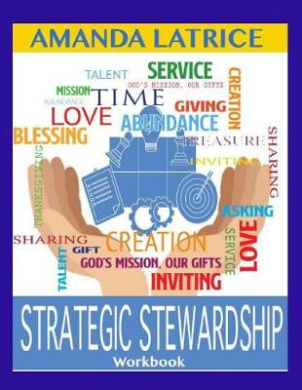 AMANDA LATRICE
TALENT
SERVICE
CREATION
GOD'S MISSION, OUR GIFTS
MISSION
TIME
ABUNDANCE
GIVING
LOVE
ABUNDANCE
BLESSING
TREASURE
SHARING
INVITING
THANKSGIVING
ASKING
SHARING
CREATION
SERVICE
LOVE
TALENT
GIFT
GOD'S MISSION, OUR GIFTS
INVITING
STRATEGIC STEWARDSHIP
Workbook